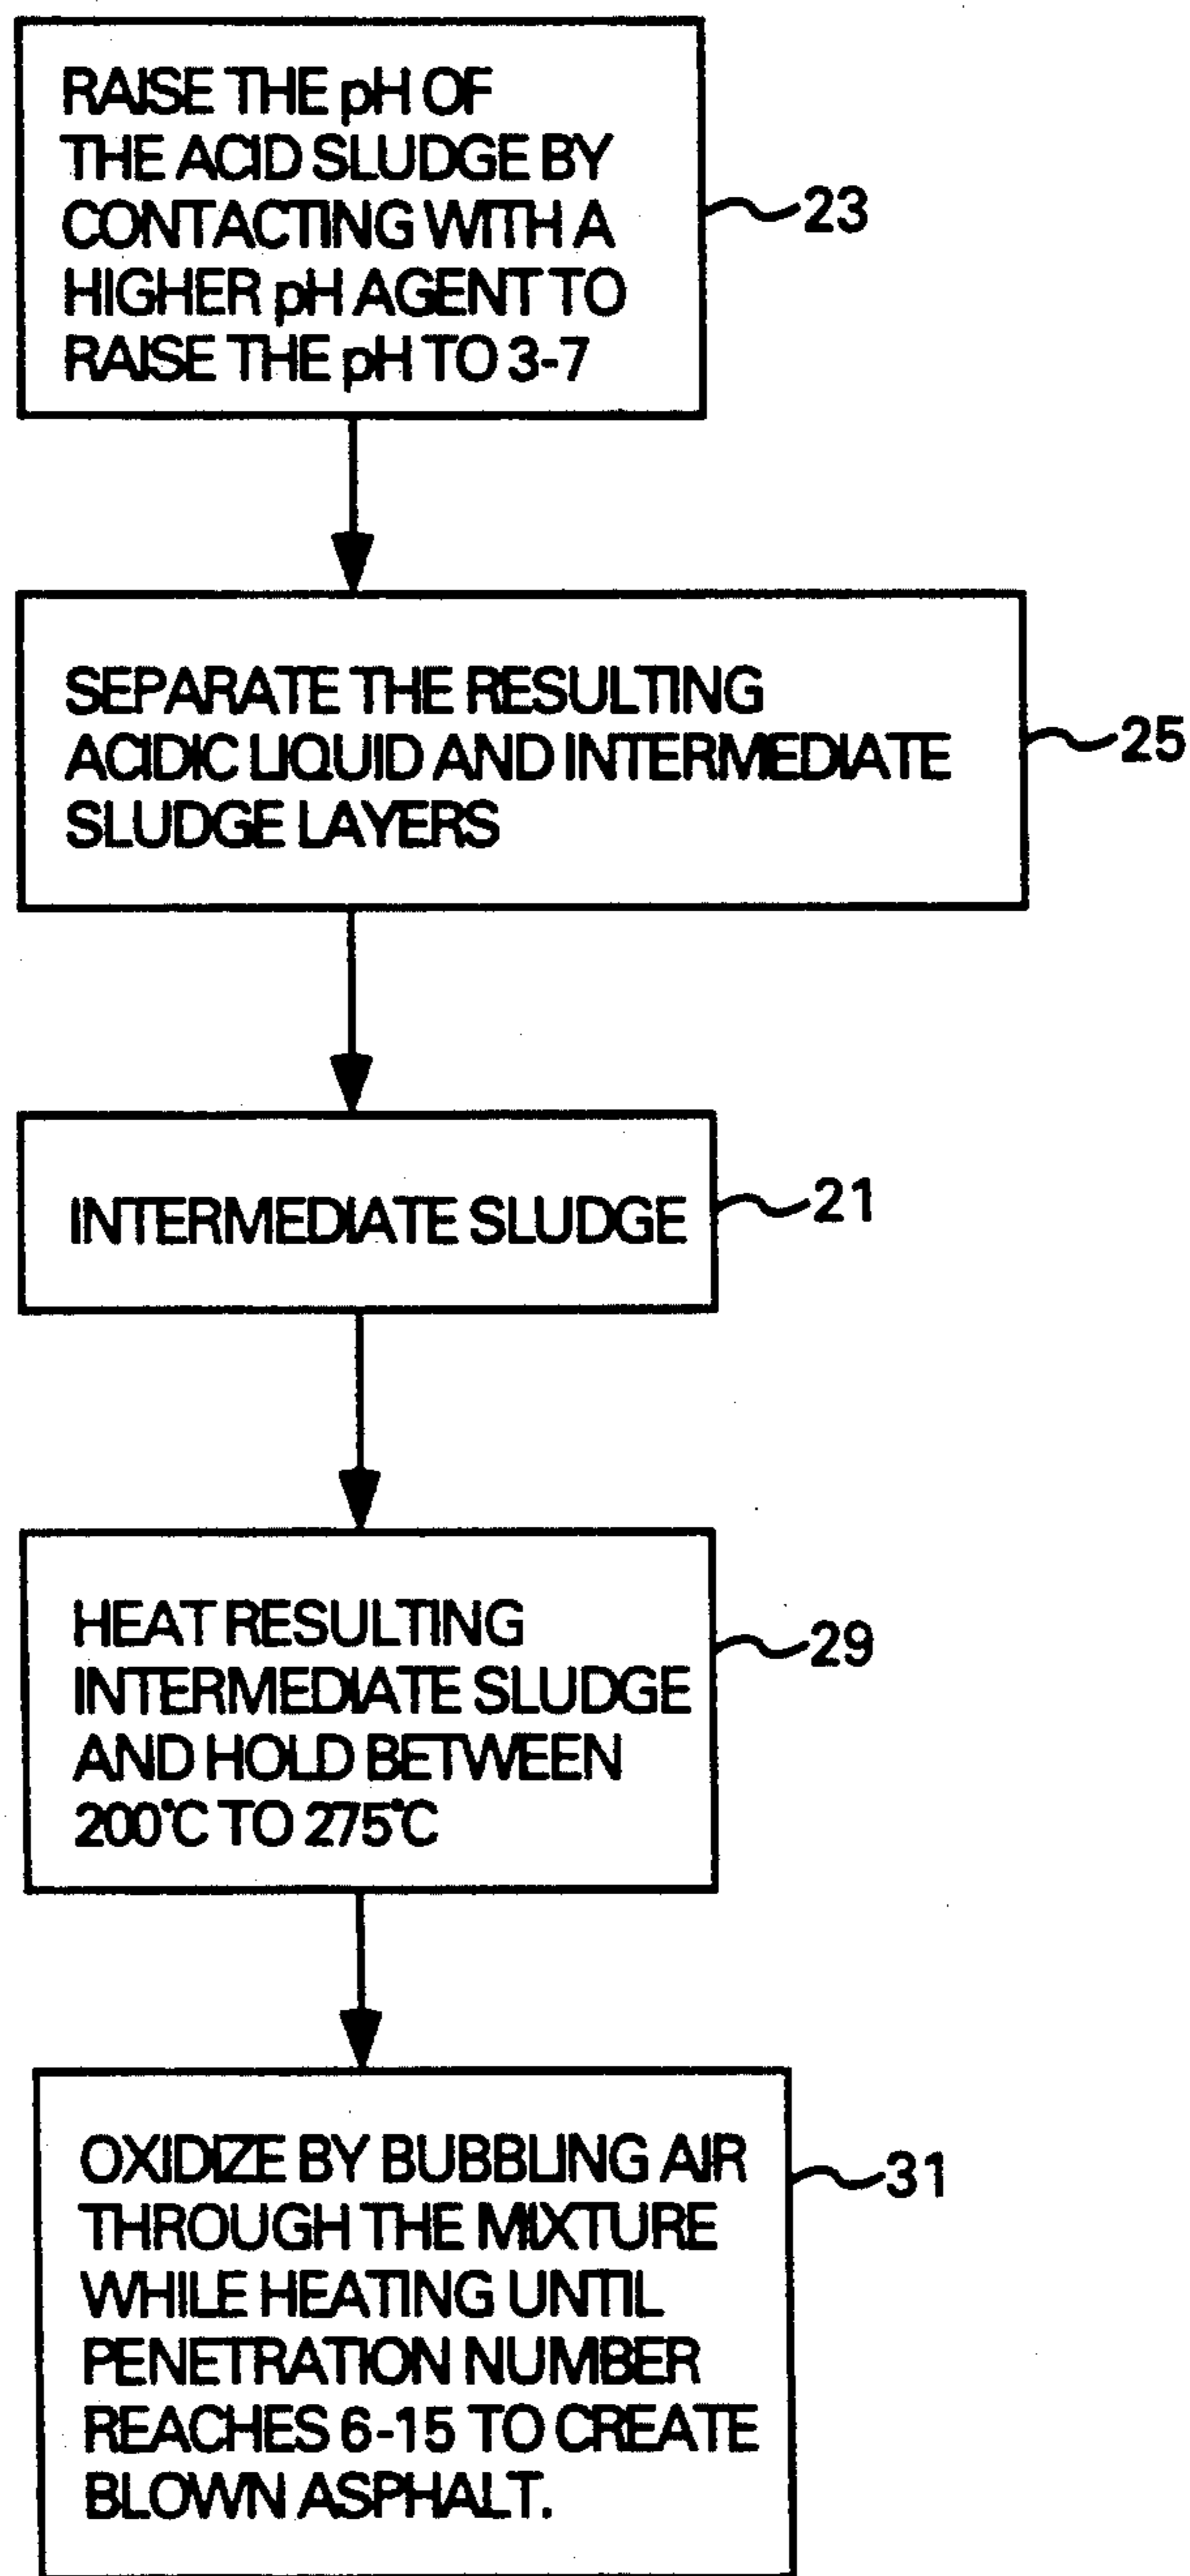 RAISE THE pH OF
THE ACID SLUDGE BY
CONTACTING WITH A
HIGHER pH AGENT TO
RAISE THE pH TO 3-7
23
SEPARATE THE RESULTING
ACIDIC LIQUID AND INTERMEDIATE
SLUDGE LAYERS
25
INTERMEDIATE SLUDGE
21
HEAT RESULTING
INTERMEDIATE SLUDGE
AND HOLD BETWEEN
200°C TO 275°C
29
OXIDIZE BY BUBBLING AIR
THROUGH THE MIXTURE
WHILE HEATING UNTIL
PENETRATION NUMBER
REACHES 6-15 TO CREATE
BLOWN ASPHALT.
31